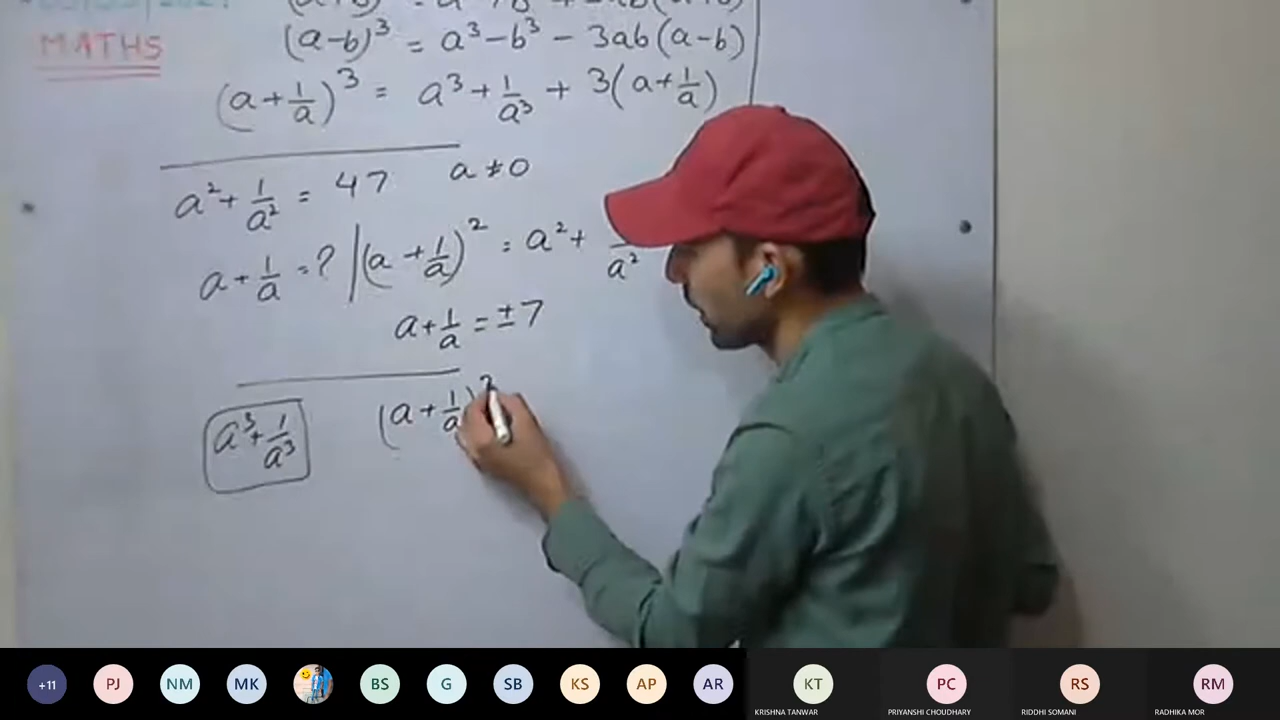 MATHS
(a-b)³ = a³-b³ - 3ab(a-b)
(a+1/a)³ = a³+1/a³ + 3(a+1/a)
a²+1/a² = 47 a≠0
a+1/a=? |(a+1/a)² = a²+ /a²
a+1/a = ±7
a³+1/a³ (a+1/a)
+11 PJ NM MK BS G SB KS AP AR KT PC RS RM
KRISHNA TANWAR PRIYANSHI CHOUDHARY RIDDHI SOMANI RADHIKA MOR